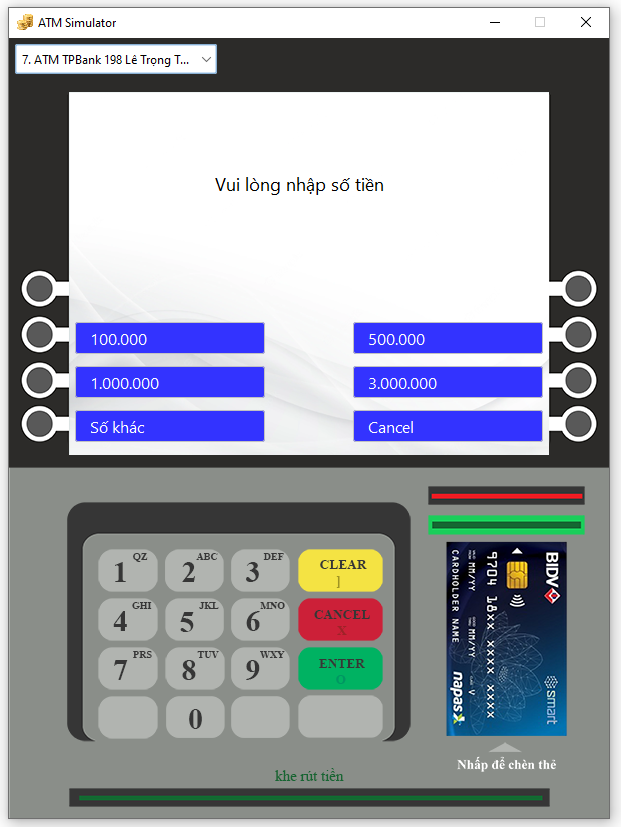 ATM Simulator
7. ATM TPBank 198 Lê Trọng T...
Vui lòng nhập số tiền
100.000
500.000
1.000.000
3.000.000
Số khác
Cancel
1 QZ
2 ABC
3 DEF
CLEAR
]
4 GHI
5 JKL
6 MNO
CANCEL
X
7 PRS
8 TUV
9 WXY
ENTER
O
0
BIDV
smart
9704 18xx xxxx xxxx
MM/YY
MM/YY
V
CARDHOLDER NAME
napas
Nhấp để chèn thẻ
khe rút tiền